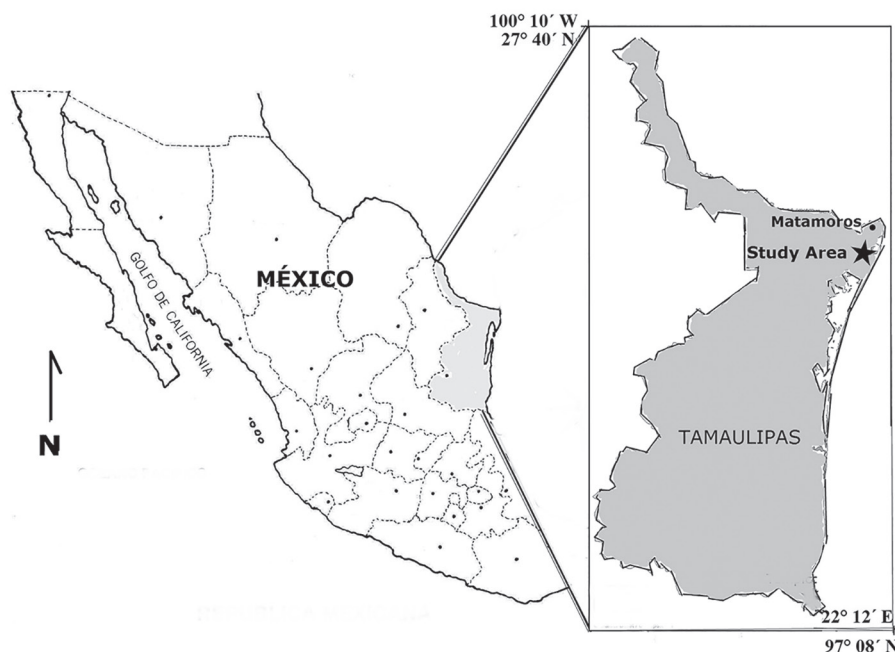 100° 10´ W
27° 40´ N
Matamoros
Study Area
MÉXICO
GOLFO DE CALIFORNIA
N
TAMAULIPAS
22° 12´ E
97° 08´ N